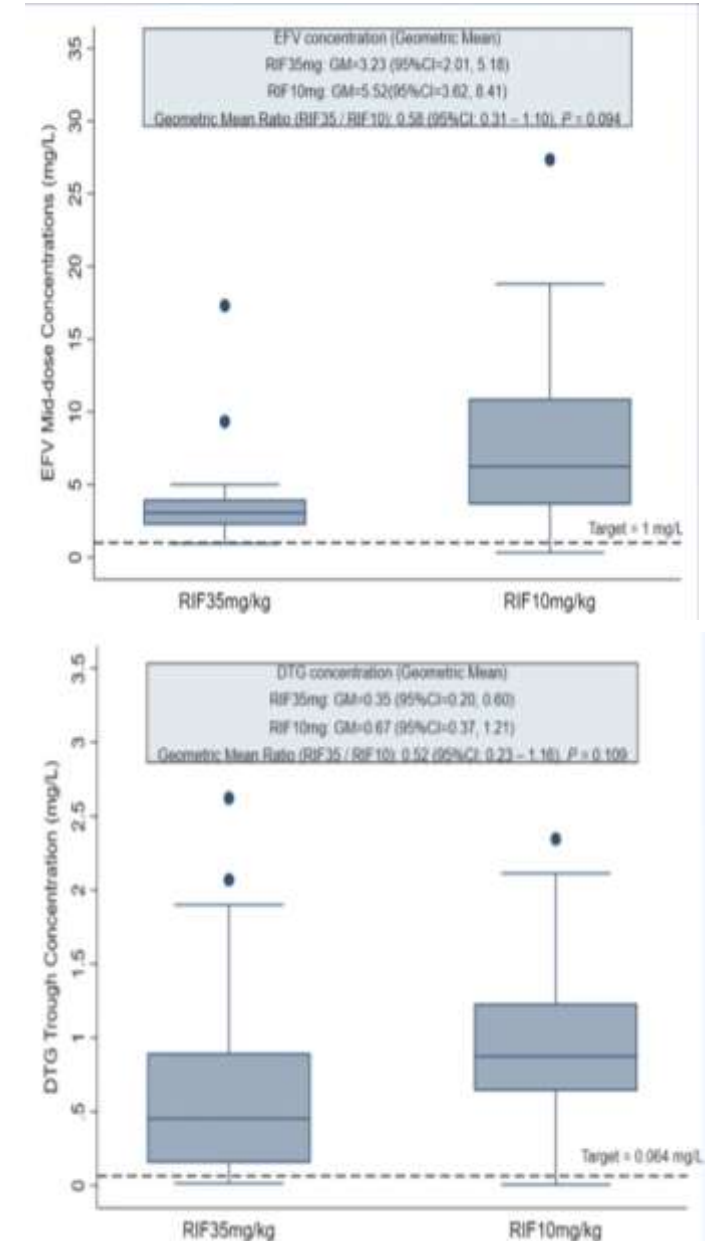 EFV concentration (Geometric Mean)
RIF35mg: GM=3.23 (95%CI=2.01, 5.18)
RIF10mg: GM=5.52(95%CI=3.62, 8.41)
Geometric Mean Ratio (RIF35 / RIF10): 0.58 (95%CI: 0.31 – 1.10), P = 0.094
EFV Mid-dose Concentrations (mg/L)
35
30
25
20
15
10
5
0
Target = 1 mg/L
RIF35mg/kg RIF10mg/kg
DTG concentration (Geometric Mean)
RIF35mg: GM=0.35 (95%CI=0.20, 0.60)
RIF10mg: GM=0.67 (95%CI=0.37, 1.21)
Geometric Mean Ratio (RIF35 / RIF10): 0.52 (95%CI: 0.23 – 1.16), P = 0.109
DTG Trough Concentration (mg/L)
3.5
3
2.5
2
1.5
1
.5
0
Target = 0.064 mg/L
RIF35mg/kg RIF10mg/kg